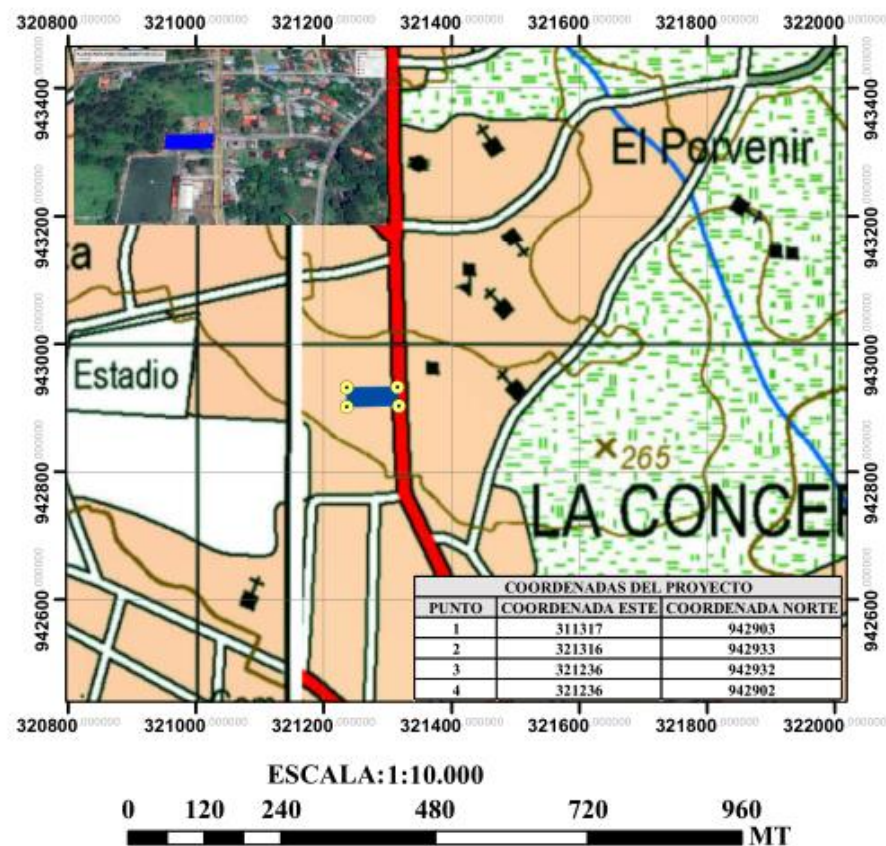 320800.000000 321000.000000 321200.000000 321400.000000 321600.000000 321800.000000 322000.000000
943400.000000
943400.000000
El Porvenir
943200.000000
943200.000000
943000.000000
943000.000000
Estadio
265
942800.000000
942800.000000
LA CONCEP
942600.000000
942600.000000
COORDENADAS DEL PROYECTO
PUNTO COORDENADA ESTE COORDENADA NORTE
1 311317 942903
2 321316 942933
3 321236 942932
4 321236 942902
320800.000000 321000.000000 321200.000000 321400.000000 321600.000000 321800.000000 322000.000000
ESCALA:1:10.000
0 120 240 480 720 960
MT